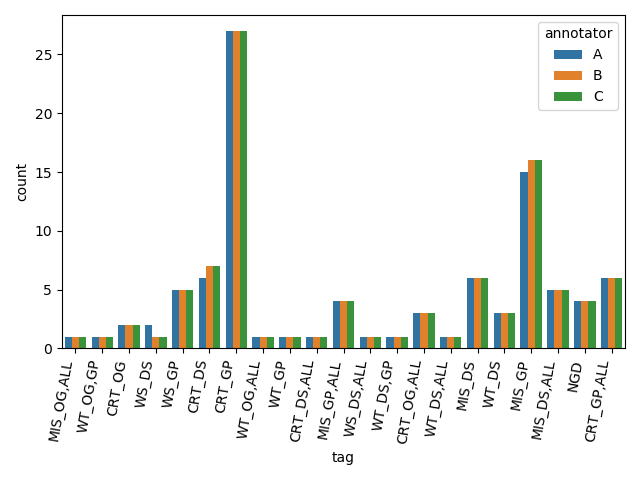 annotator
A
B
C
count
25
20
15
10
5
0
MIS_OG,ALL
WT_OG,GP
CRT_OG
WS_DS
WS_GP
CRT_DS
CRT_GP
WT_OG,ALL
WT_GP
CRT_DS,ALL
MIS_GP,ALL
WS_DS,ALL
WT_DS,GP
CRT_OG,ALL
WT_DS,ALL
MIS_DS
WT_DS
MIS_GP
MIS_DS,ALL
NGD
CRT_GP,ALL
tag